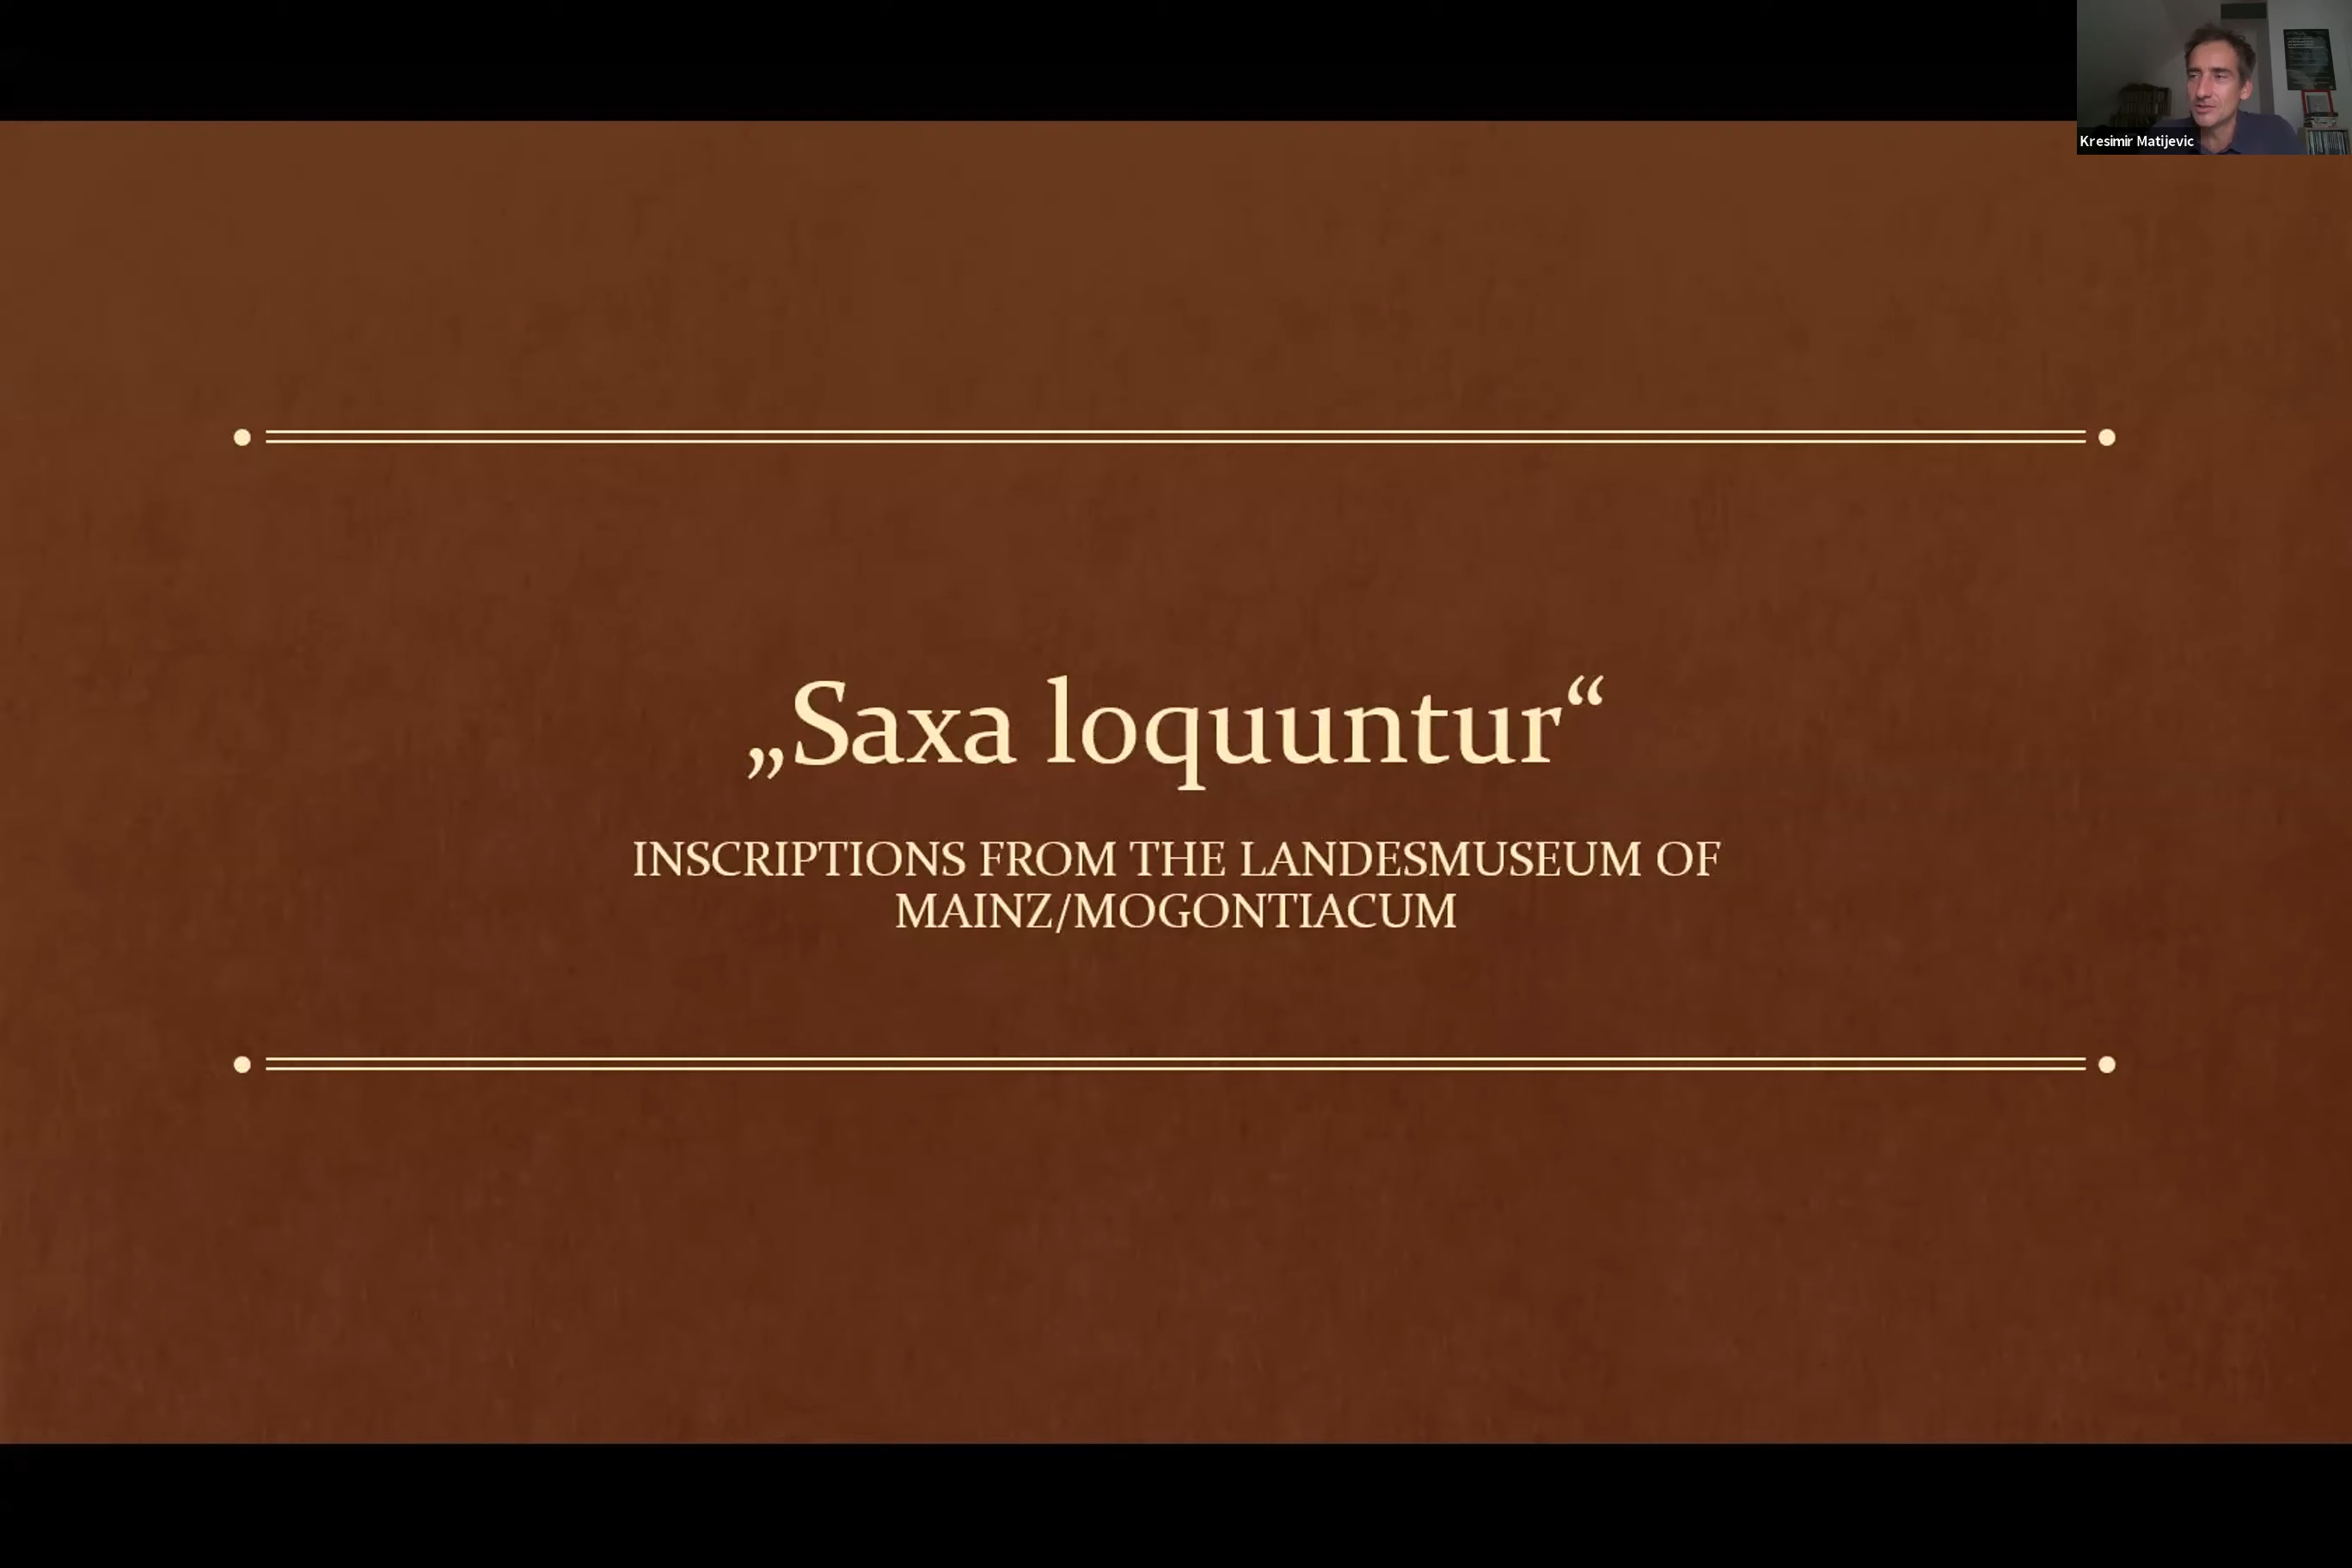 Kresimir Matijevic
„Saxa loquuntur“
INSCRIPTIONS FROM THE LANDESMUSEUM OF
MAINZ/MOGONTIACUM